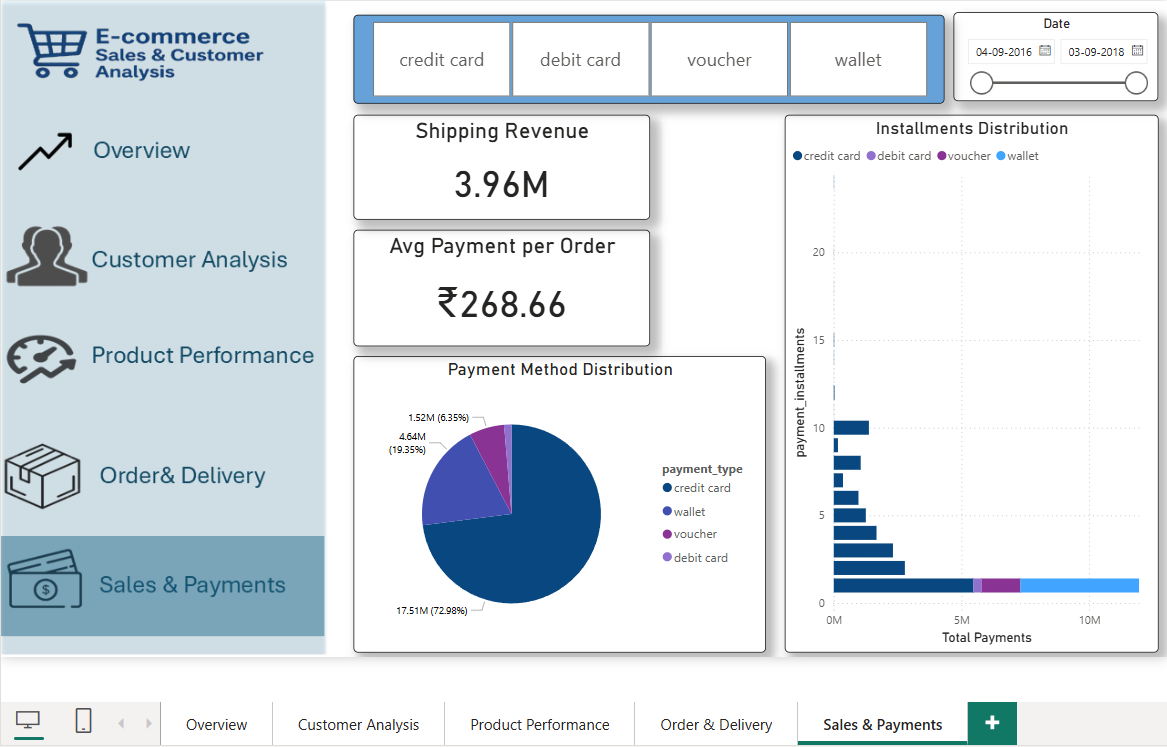 E-commerce
Sales & Customer
Analysis
Overview
Customer Analysis
Product Performance
Order& Delivery
$
Sales & Payments
credit card
debit card
voucher
wallet
Date
04-09-2016
03-09-2018
Shipping Revenue
3.96M
Avg Payment per Order
₹268.66
Payment Method Distribution
1.52M (6.35%)
4.64M
(19.35%)
17.51M (72.98%)
payment_type
credit card
wallet
voucher
debit card
Installments Distribution
credit card debit card voucher wallet
payment_installments
20
15
10
5
0
0M 5M 10M
Total Payments
Overview
Customer Analysis
Product Performance
Order & Delivery
Sales & Payments
+